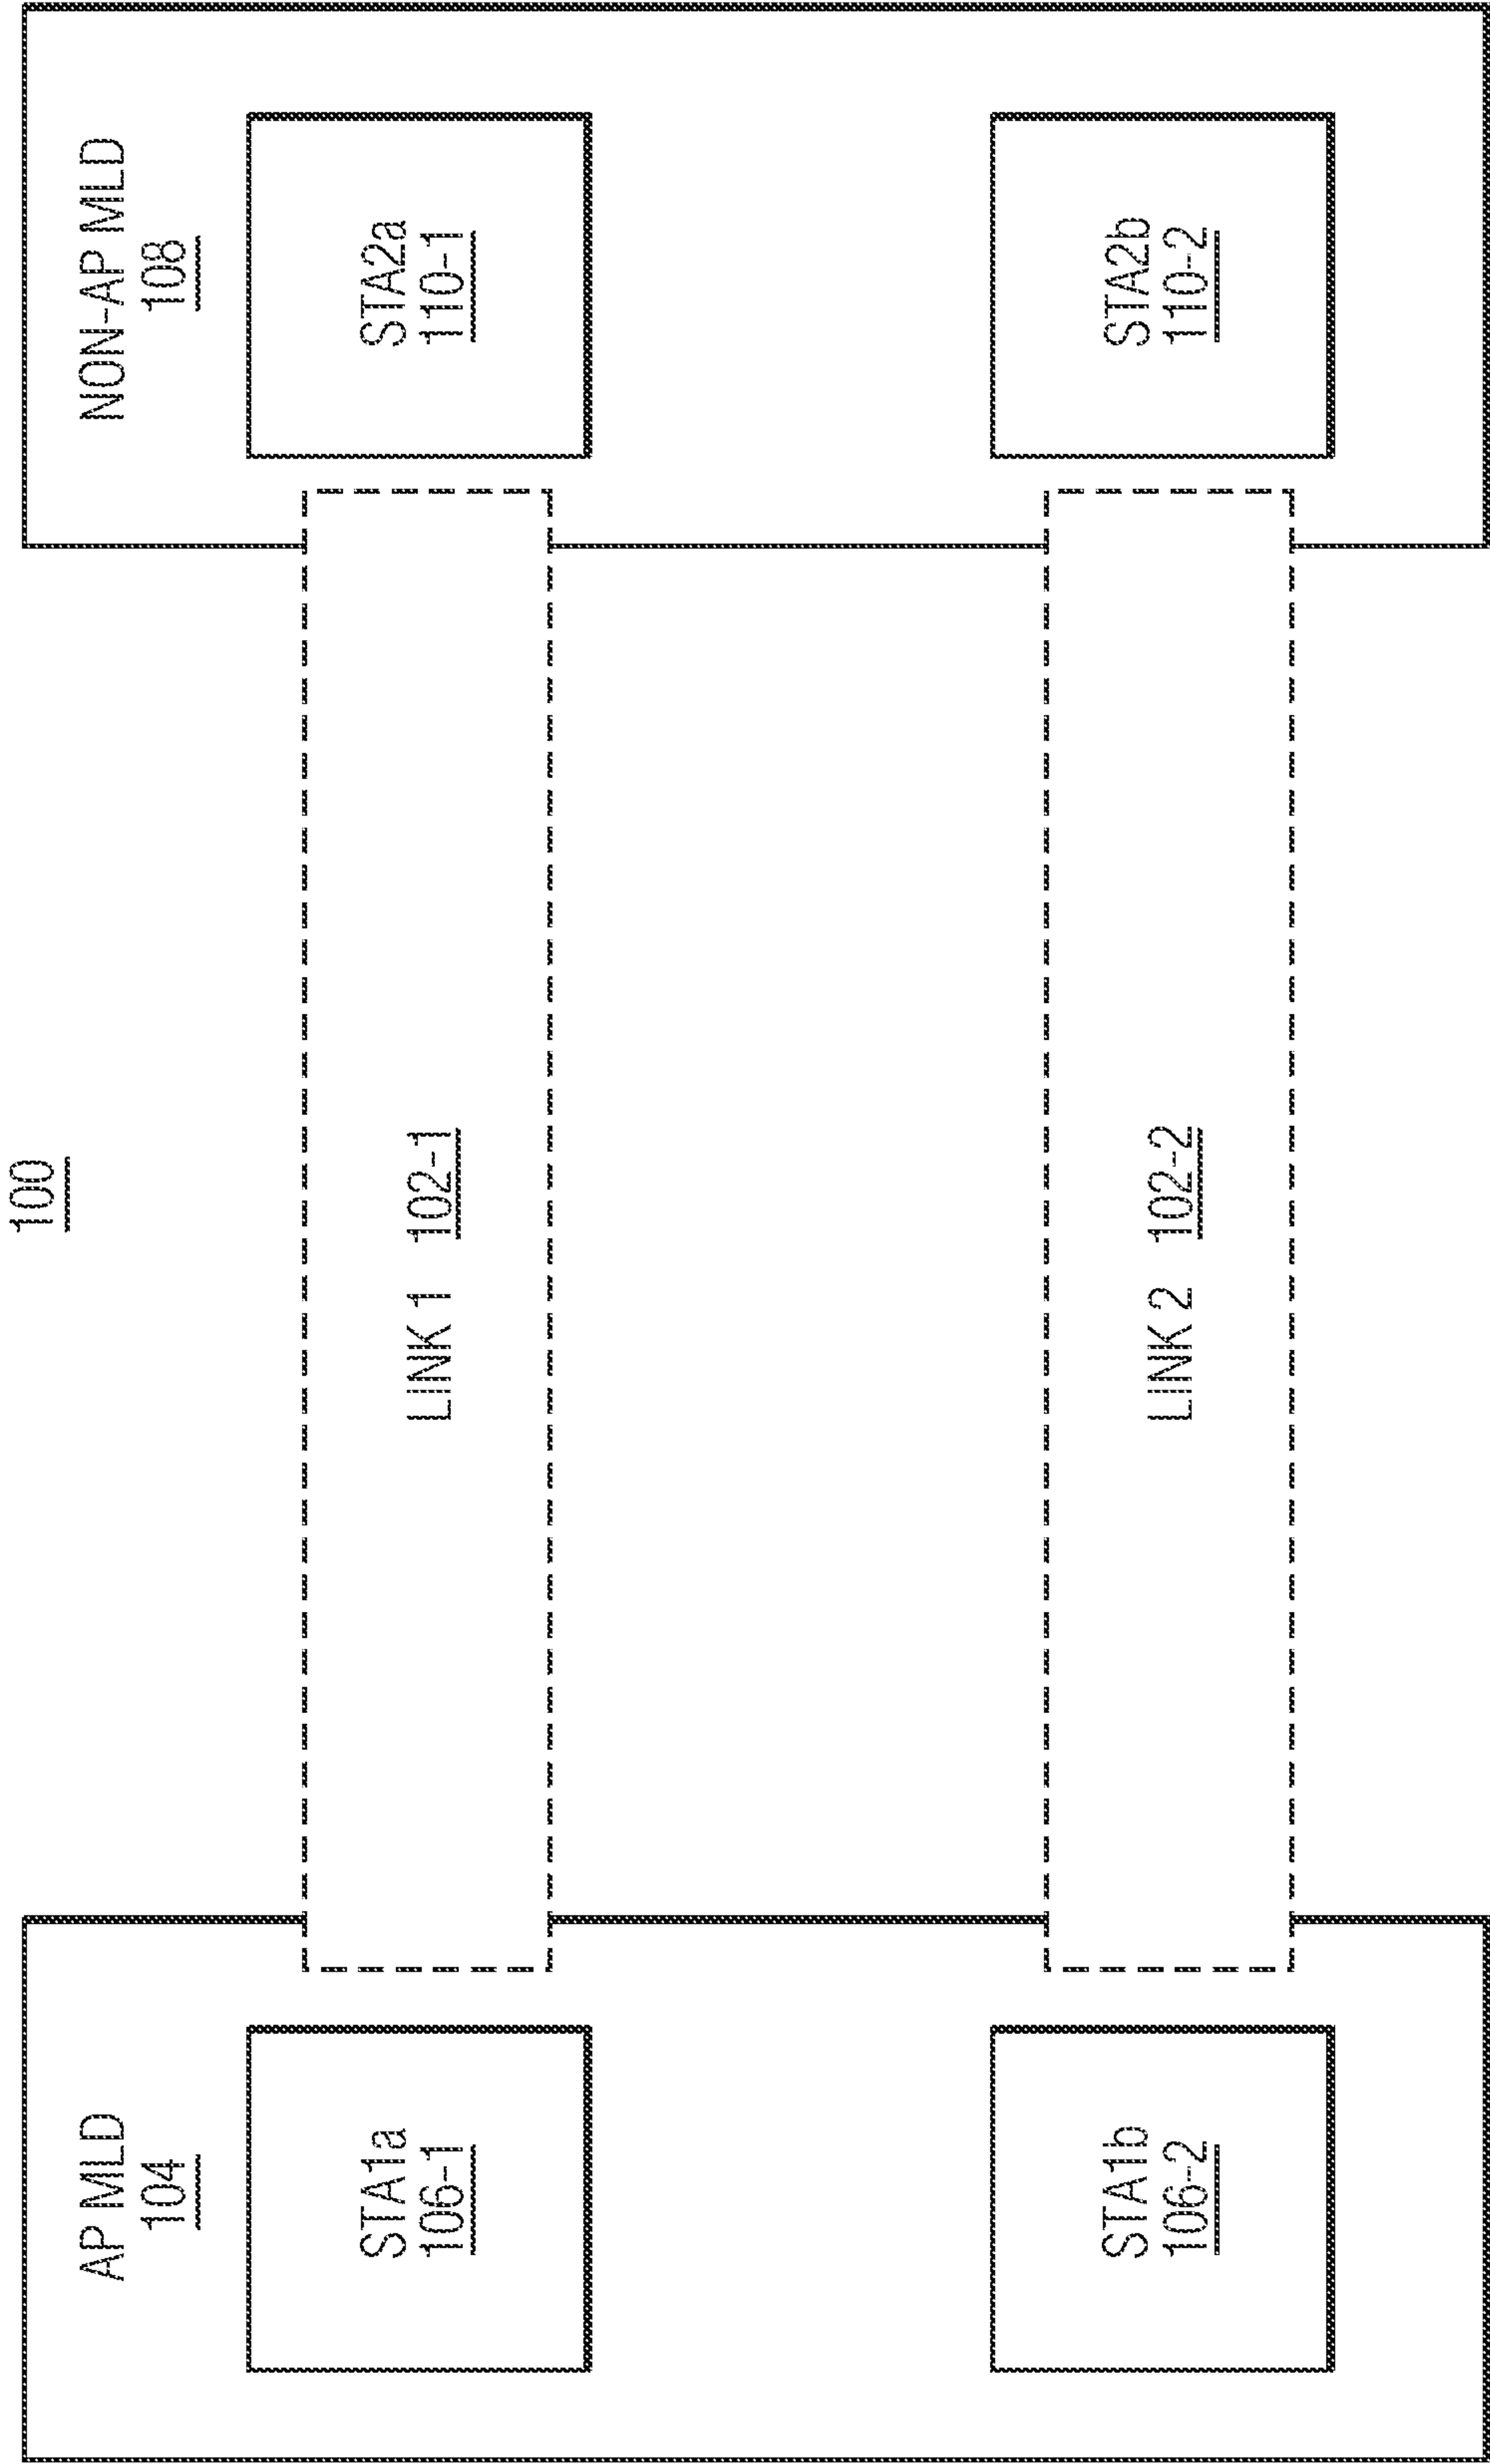 100
AP MLD
104
STA1a
106-1
STA1b
106-2
LINK 1 102-1
LINK 2 102-2
NON-AP MLD
108
STA2a
110-1
STA2b
110-2